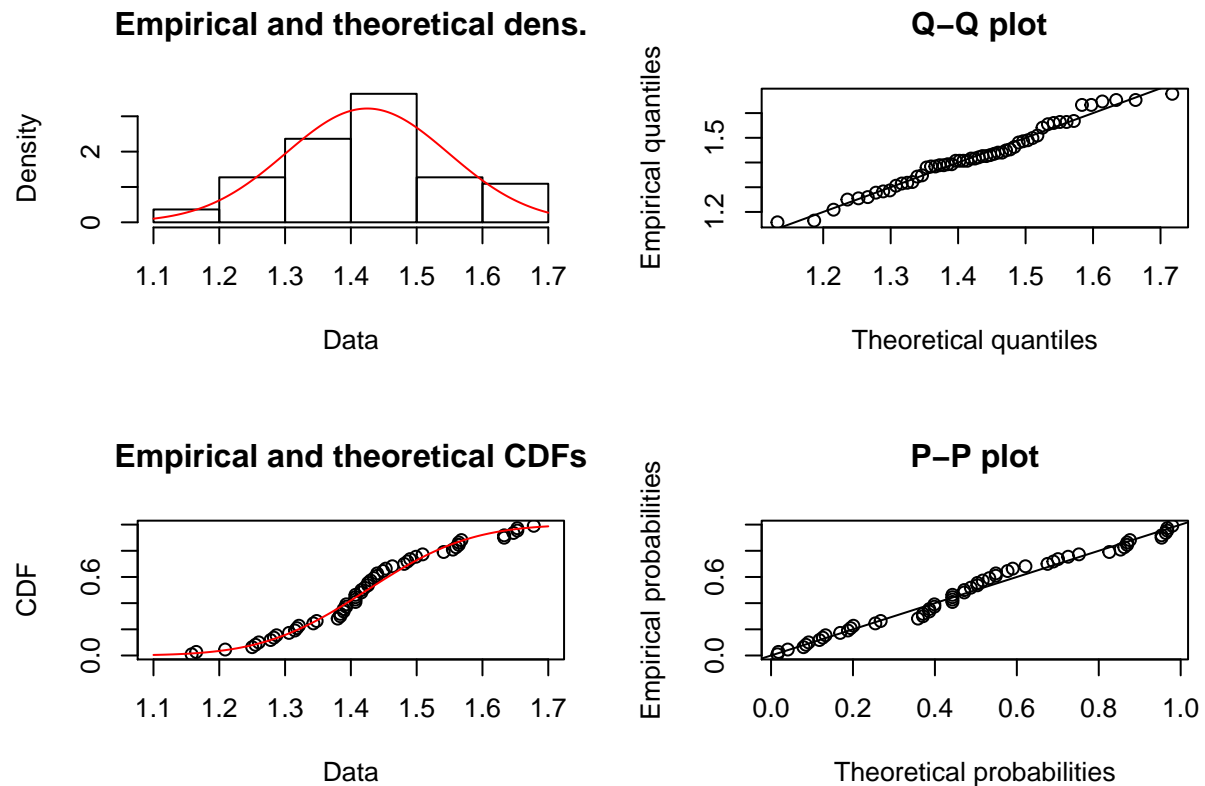 Empirical and theoretical dens.
Density
0 2
1.1 1.2 1.3 1.4 1.5 1.6 1.7
Data
Q−Q plot
Empirical quantiles
1.2 1.5
1.2 1.3 1.4 1.5 1.6 1.7
Theoretical quantiles
Empirical and theoretical CDFs
CDF
0.0 0.6
1.1 1.2 1.3 1.4 1.5 1.6 1.7
Data
P−P plot
Empirical probabilities
0.0 0.6
0.0 0.2 0.4 0.6 0.8 1.0
Theoretical probabilities